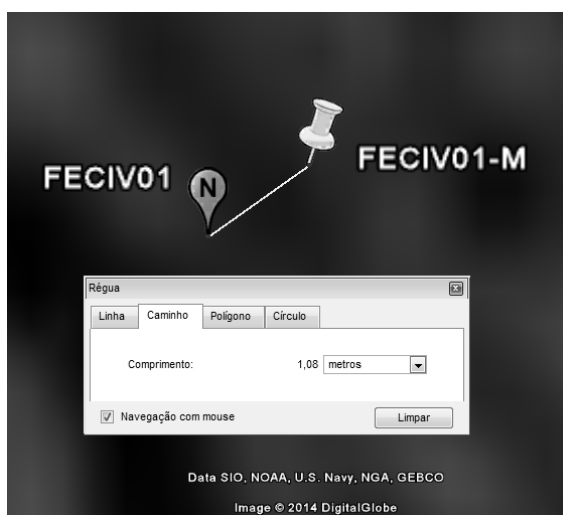 FECIV01-M
FECIV01
N
Régua
Linha Caminho Polígono Círculo
Comprimento: 1,08 metros
Navegação com mouse Limpar
Data SIO, NOAA, U.S. Navy, NGA, GEBCO
Image © 2014 DigitalGlobe